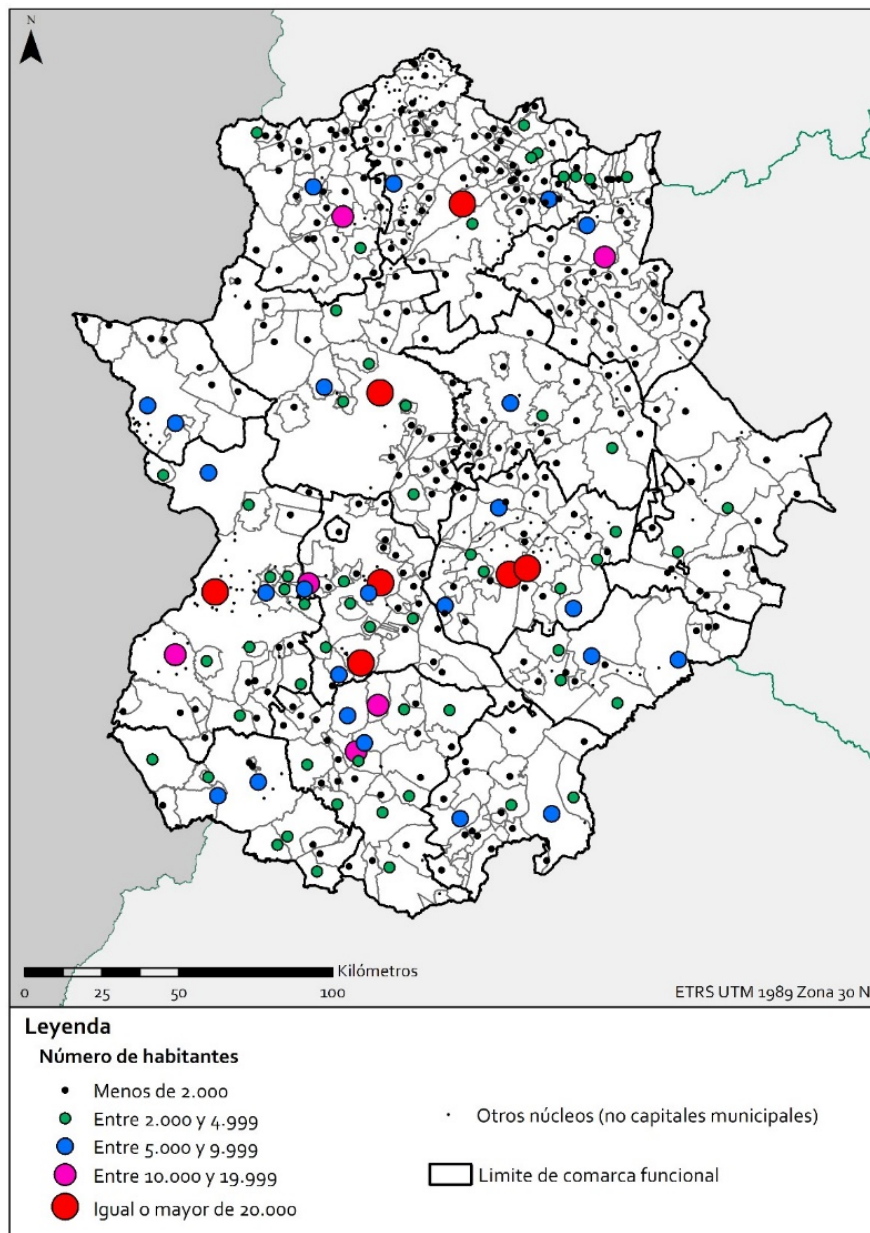 N
Kilómetros
0 25 50 100
ETRS UTM 1989 Zona 30 N
Leyenda
Número de habitantes
Menos de 2.000
Entre 2.000 y 4.999
Entre 5.000 y 9.999
Entre 10.000 y 19.999
Igual o mayor de 20.000
Otros núcleos (no capitales municipales)
Limite de comarca funcional